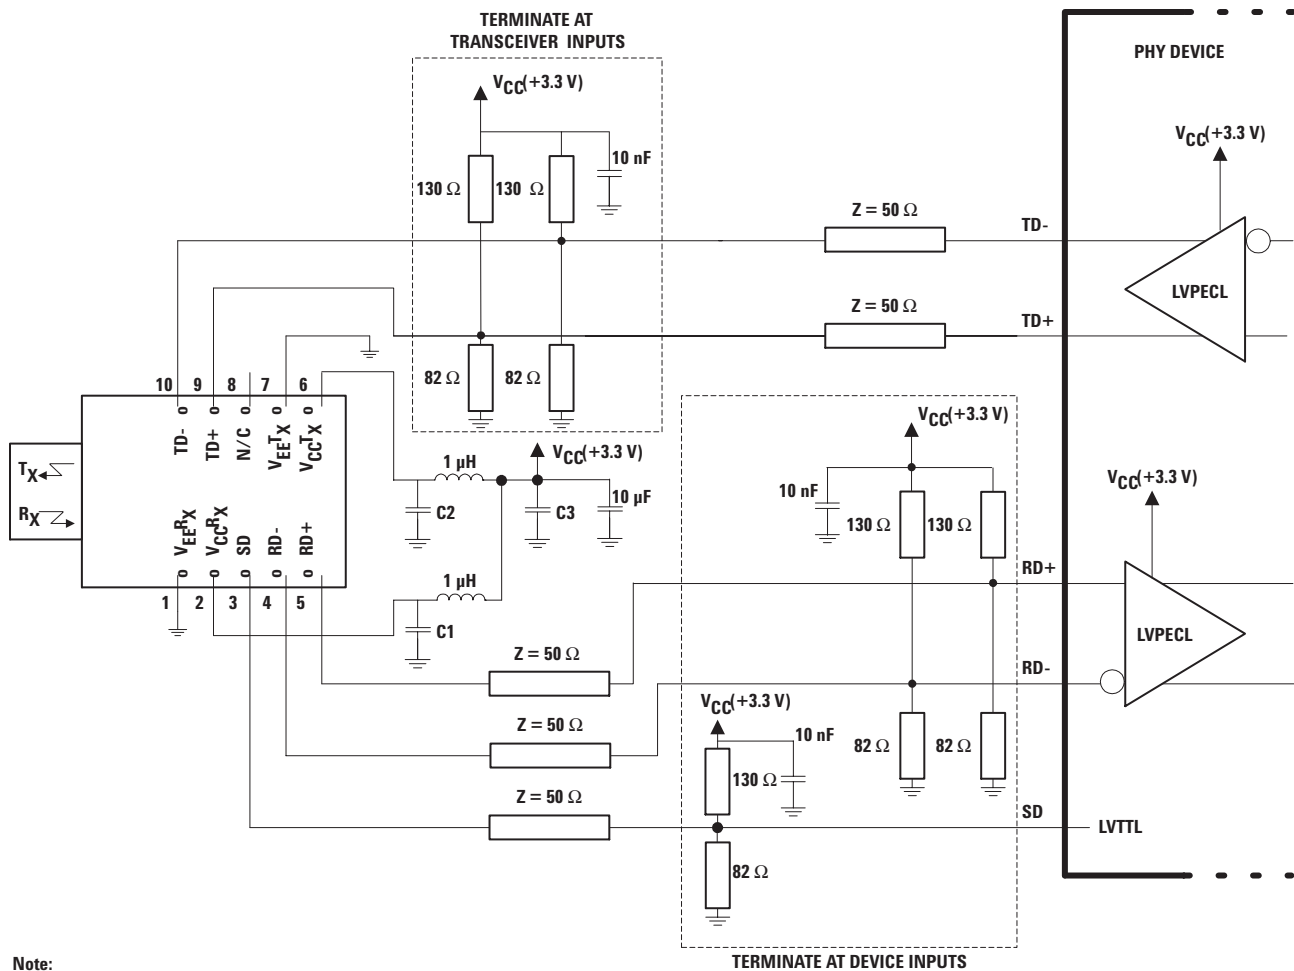 TERMINATE AT
TRANSCEIVER INPUTS
PHY DEVICE
VCC(+3.3 V)
VCC(+3.3 V)
10 nF
130 Ω
130 Ω
Z = 50 Ω
TD-
LVPECL
Z = 50 Ω
TD+
82 Ω
82 Ω
10
9
8
7
6
TD-
TD+
N/C
VEETX
VCCTX
TX
RX
VEERX
VCCRX
SD
RD-
RD+
1
2
3
4
5
1 µH
VCC(+3.3 V)
C2
C3
10 µF
1 µH
C1
VCC(+3.3 V)
10 nF
130 Ω
130 Ω
VCC(+3.3 V)
RD+
LVPECL
Z = 50 Ω
RD-
VCC(+3.3 V)
Z = 50 Ω
10 nF
82 Ω
82 Ω
130 Ω
Z = 50 Ω
SD
LVTTL
82 Ω
Note:
TERMINATE AT DEVICE INPUTS